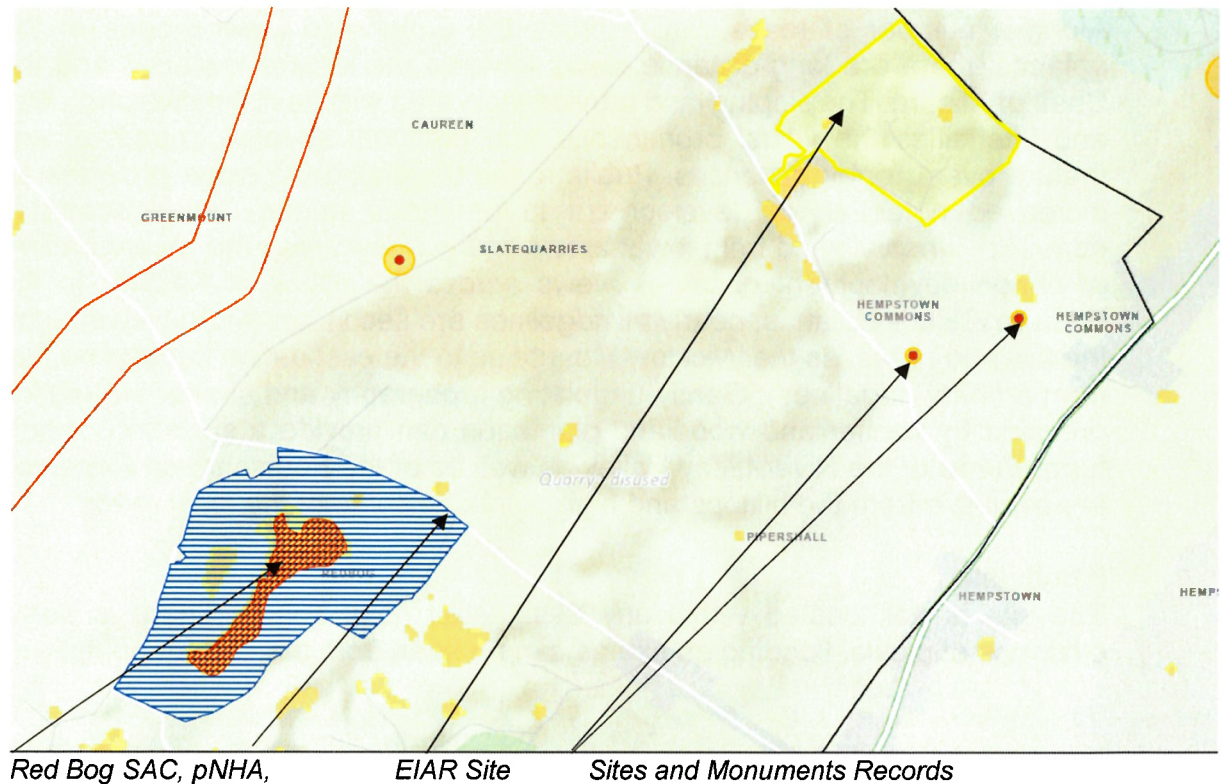 CAUREEN
GREENMOUNT
SLATEQUARRIES
HEMPSTOWN
COMMONS
HEMPSTOWN
COMMONS
Quarry disused
PIPERSHALL
REDBOG
HEMPSTOWN
Red Bog SAC, pNHA, EIAR Site Sites and Monuments Records